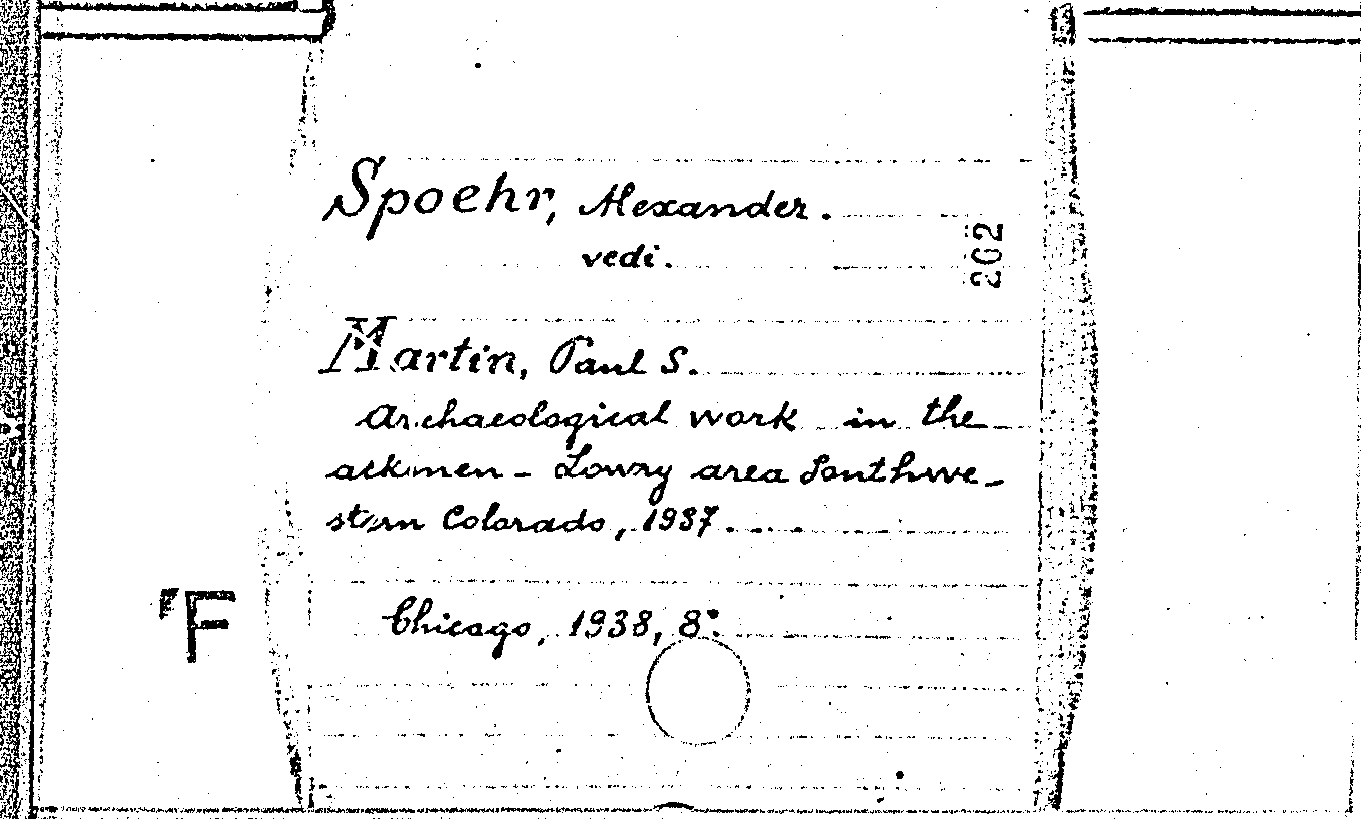 Spoehr, Alexander.
vedi.
202
Martin, Paul S.
Archaeological work in the
ackmen - Lowry area Southwe-
stern Colorado, 1937.
F
Chicago, 1938, 8°.